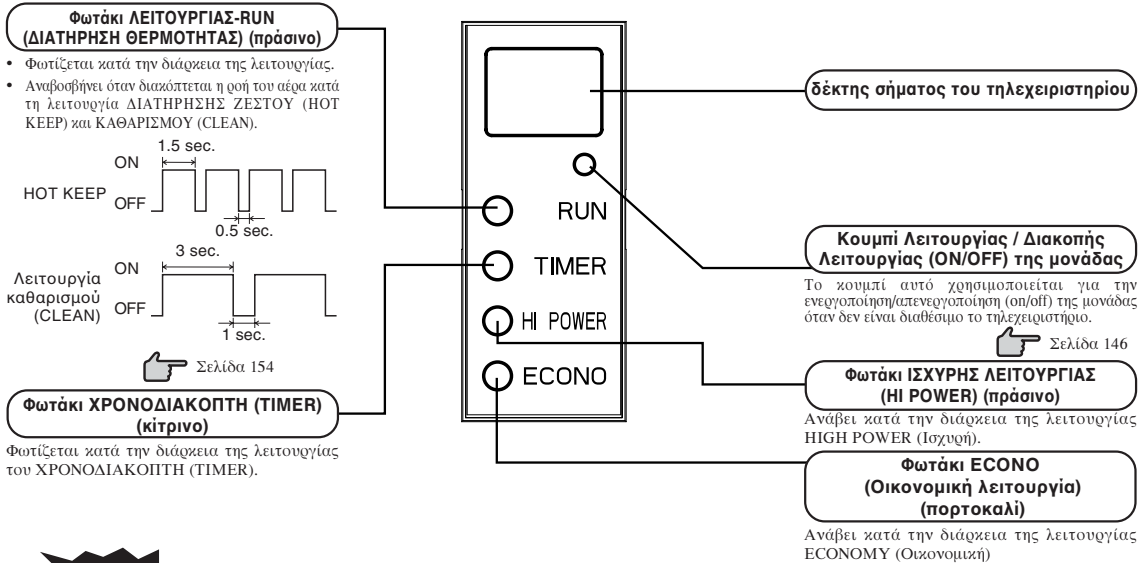 Φωτάκι ΛΕΙΤΟΥΡΓΙΑΣ-RUN
(ΔΙΑΤΗΡΗΣΗ ΘΕΡΜΟΤΗΤΑΣ) (πράσινο)
• Φωτίζεται κατά την διάρκεια της λειτουργίας.
• Αναβοσβήνει όταν διακόπτεται η ροή του αέρα κατά
τη λειτουργία ΔΙΑΤΗΡΗΣΗΣ ΖΕΣΤΟΥ (HOT
KEEP) και ΚΑΘΑΡΙΣΜΟΥ (CLEAN).
1.5 sec.
ON
HOT KEEP
OFF
0.5 sec.
3 sec.
ON
Λειτουργία
καθαρισμού
(CLEAN)
OFF
1 sec.
Σελίδα 154
Φωτάκι ΧΡΟΝΟΔΙΑΚΟΠΤΗ (TIMER)
(κίτρινο)
Φωτίζεται κατά την διάρκεια της λειτουργίας
του ΧΡΟΝΟΔΙΑΚΟΠΤΗ (TIMER).
RUN
TIMER
HI POWER
ECONO
δέκτης σήματος του τηλεχειριστηρίου
Κουμπί Λειτουργίας / Διακοπής
Λειτουργίας (ON/OFF) της μονάδας
Το κουμπί αυτό χρησιμοποιείται για την
ενεργοποίηση/απενεργοποίηση (on/off) της μονάδας
όταν δεν είναι διαθέσιμο το τηλεχειριστήριο.
Σελίδα 146
Φωτάκι ΙΣΧΥΡΗΣ ΛΕΙΤΟΥΡΓΙΑΣ
(HI POWER) (πράσινο)
Ανάβει κατά την διάρκεια της λειτουργίας
HIGH POWER (Ισχυρή).
Φωτάκι ECONO
(Οικονομική λειτουργία)
(πορτοκαλί)
Ανάβει κατά την διάρκεια της λειτουργίας
ECONOMY (Οικονομική)